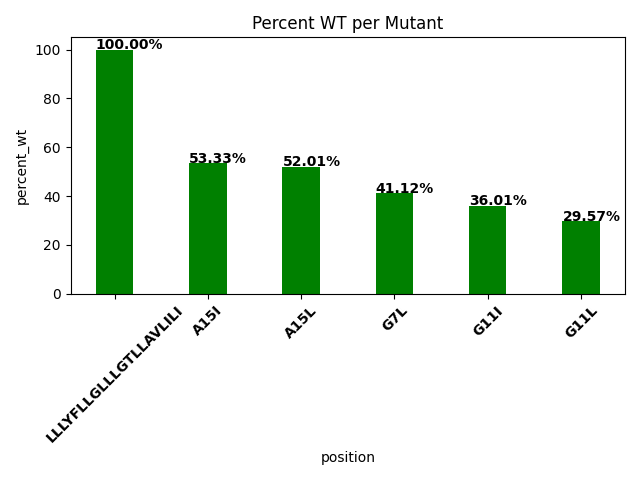 Percent WT per Mutant
percent_wt
100
80
60
40
20
0
100.00%
53.33%
52.01%
41.12%
36.01%
29.57%
LLLYFLLGLLLGTLLAVLILI
A15I
A15L
G7L
G11I
G11L
position